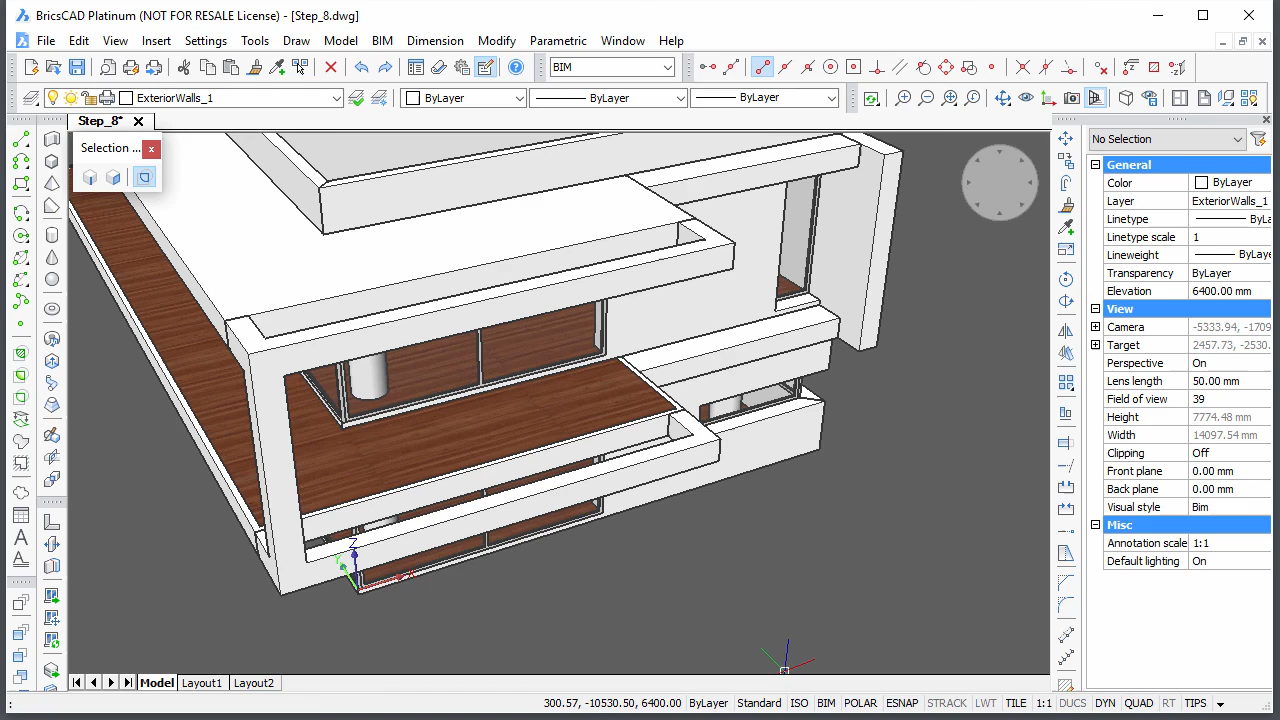 BricsCAD Platinum (NOT FOR RESALE License) - [Step_8.dwg]
File Edit View Insert Settings Tools Draw Model BIM Dimension Modify Parametric Window Help
BIM
ExteriorWalls_1 ByLayer ByLayer ByLayer
Step_8*
Selection ...
No Selection
General
Color ByLayer
Layer ExteriorWalls_1
Linetype ByLa
Linetype scale 1
Lineweight ByLaye
Transparency ByLayer
Elevation 6400.00 mm
View
Camera -5333.94, -1709
Target 2457.73, -2530.
Perspective On
Lens length 50.00 mm
Field of view 39
Height 7774.48 mm
Width 14097.54 mm
Clipping Off
Front plane 0.00 mm
Back plane 0.00 mm
Visual style Bim
Misc
Annotation scale 1:1
Default lighting On
Z
Y
X
Model Layout1 Layout2
: 300.57, -10530.50, 6400.00 ByLayer Standard ISO BIM POLAR ESNAP STRACK LWT TILE 1:1 DUCS DYN QUAD RT TIPS